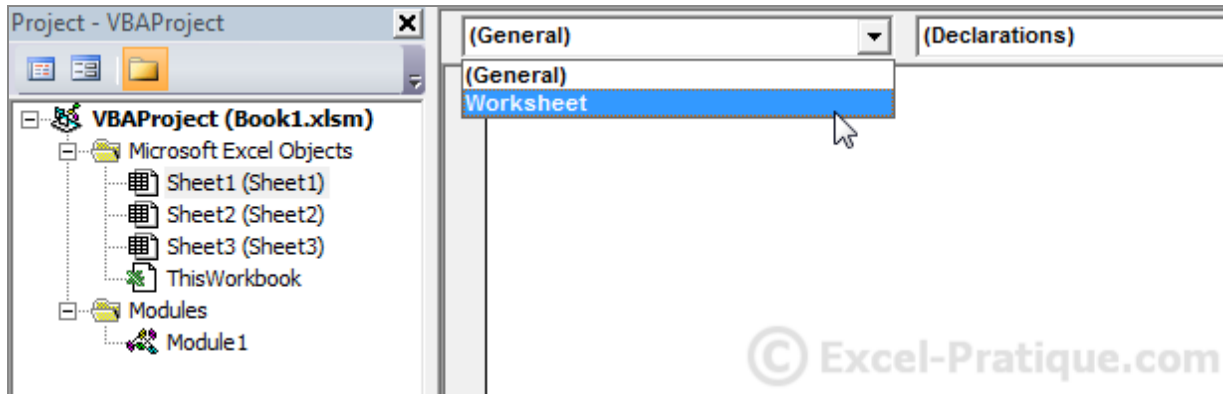 Project - VBAProject
VBAProject (Book1.xlsm)
Microsoft Excel Objects
Sheet1 (Sheet1)
Sheet2 (Sheet2)
Sheet3 (Sheet3)
ThisWorkbook
Modules
Module1
(General)
(Declarations)
(General)
Worksheet
© Excel-Pratique.com